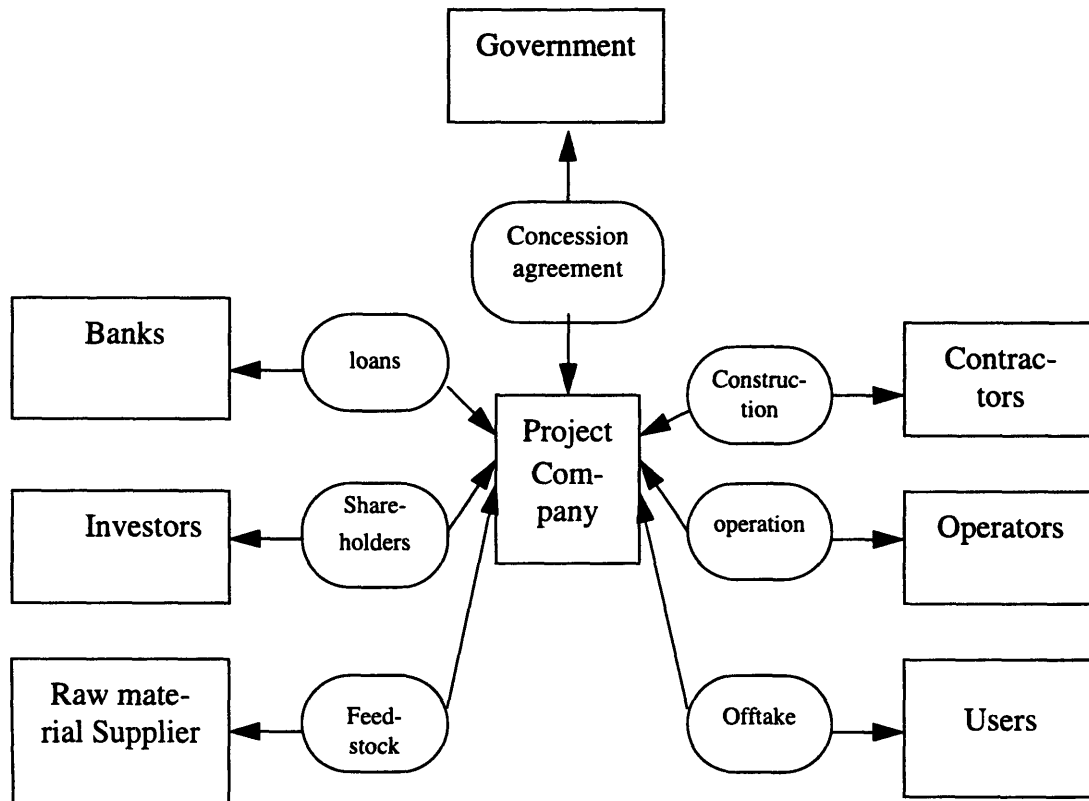 Government
Concession
agreement
Banks
loans
Construc-
tion
Contrac-
tors
Project
Com-
pany
Investors
Share-
holders
operation
Operators
Raw mate-
rial Supplier
Feed-
stock
Offtake
Users